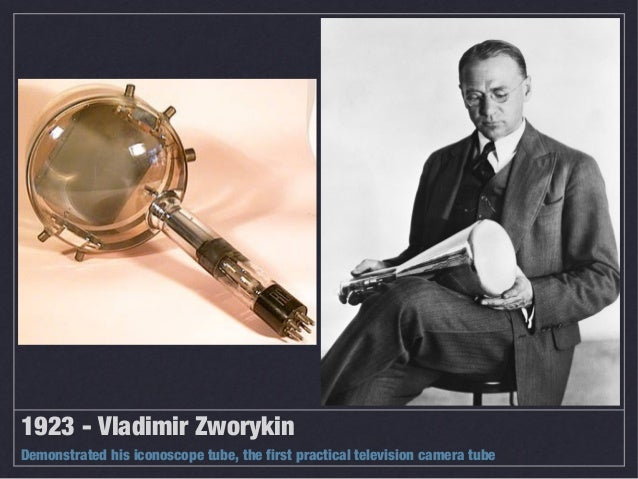 1923 - Vladimir Zworykin
Demonstrated his iconoscope tube, the first practical television camera tube